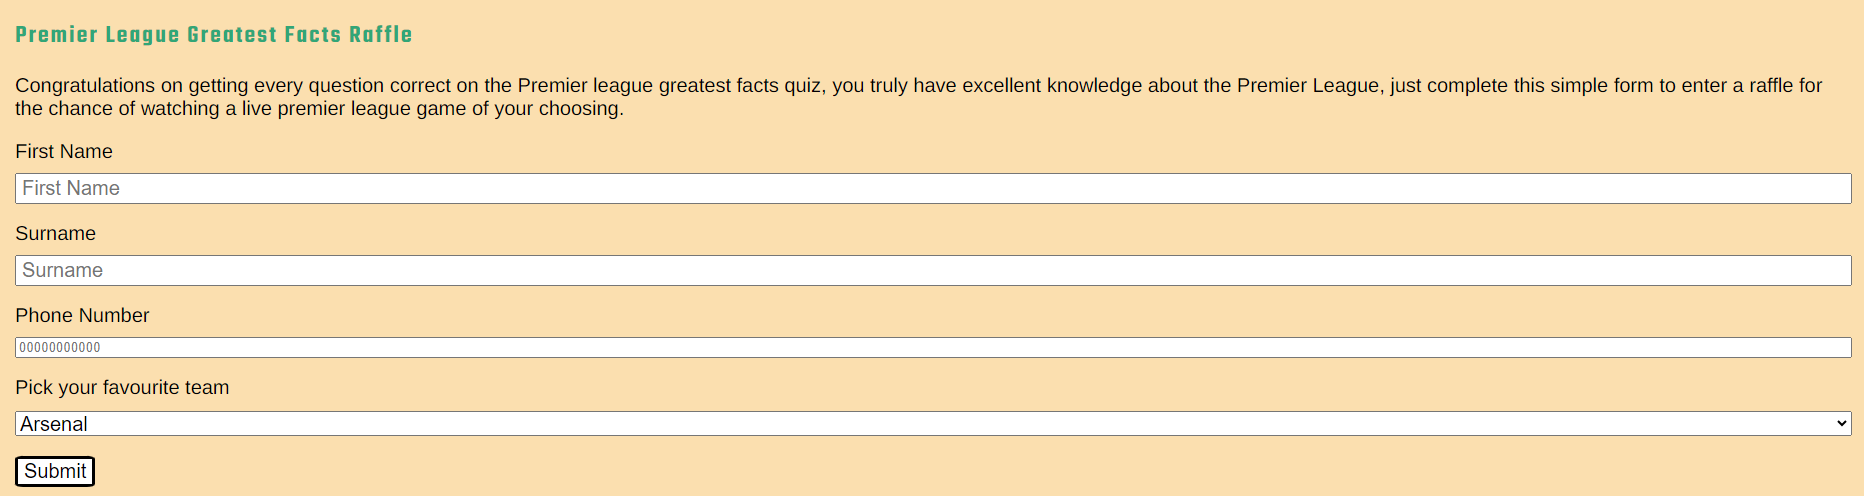 Premier League Greatest Facts Raffle
Congratulations on getting every question correct on the Premier league greatest facts quiz, you truly have excellent knowledge about the Premier League, just complete this simple form to enter a raffle for
the chance of watching a live premier league game of your choosing.
First Name
First Name
Surname
Surname
Phone Number
00000000000
Pick your favourite team
Arsenal
Submit